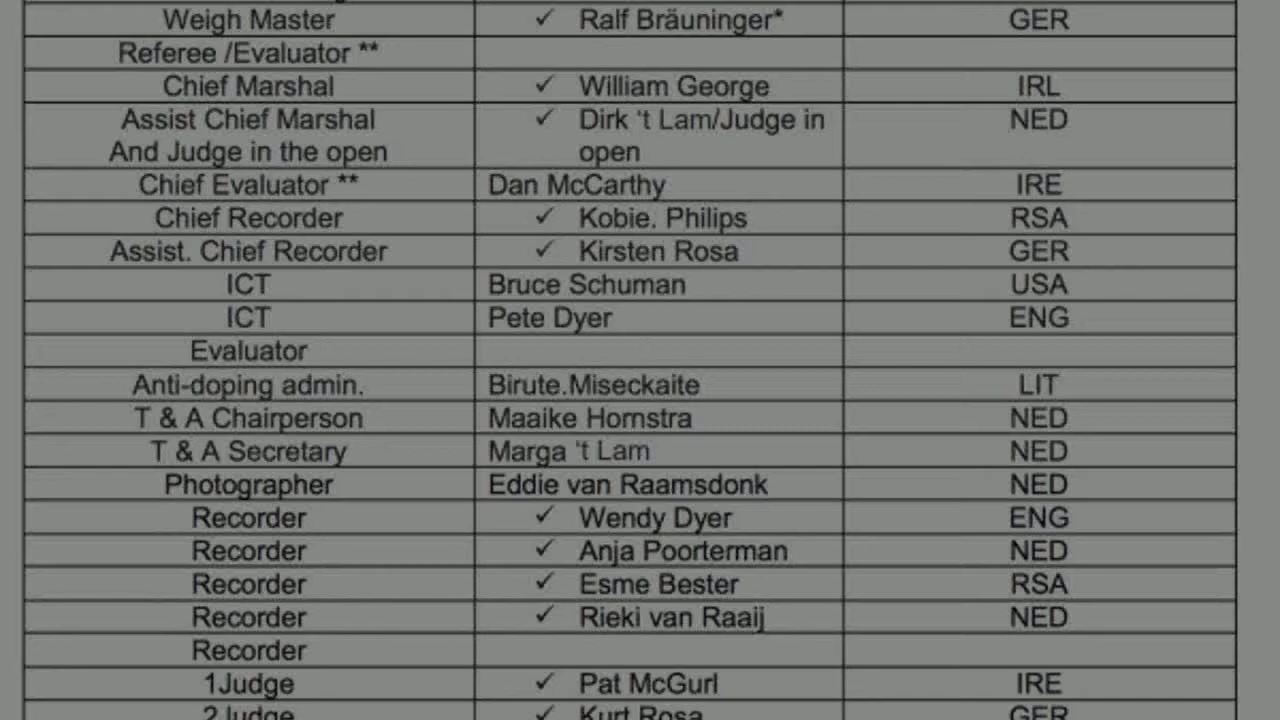 Weigh Master ✓ Ralf Bräuninger* GER
Referee /Evaluator **
Chief Marshal ✓ William George IRL
Assist Chief Marshal ✓ Dirk ‘t Lam/Judge in NED
And Judge in the open open
Chief Evaluator ** Dan McCarthy IRE
Chief Recorder ✓ Kobie. Philips RSA
Assist. Chief Recorder ✓ Kirsten Rosa GER
ICT Bruce Schuman USA
ICT Pete Dyer ENG
Evaluator
Anti-doping admin. Birute.Miseckaite LIT
T & A Chairperson Maaike Hornstra NED
T & A Secretary Marga ‘t Lam NED
Photographer Eddie van Raamsdonk NED
Recorder ✓ Wendy Dyer ENG
Recorder ✓ Anja Poorterman NED
Recorder ✓ Esme Bester RSA
Recorder ✓ Rieki van Raaij NED
Recorder
1Judge ✓ Pat McGurl IRE
2Judge ✓ Kurt Rosa GER